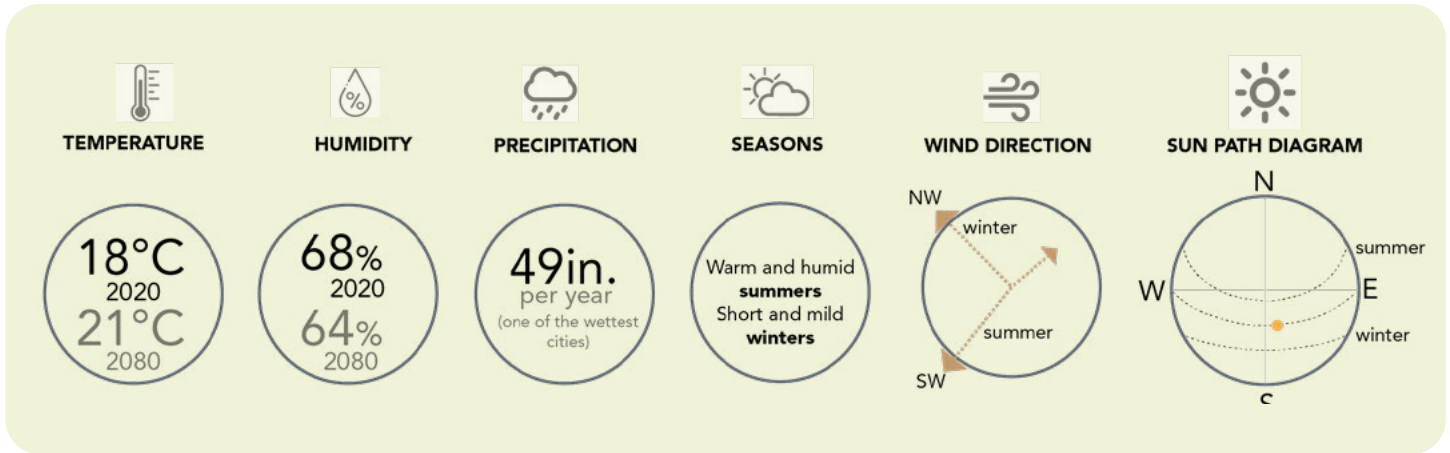 %
TEMPERATURE
HUMIDITY
PRECIPITATION
SEASONS
WIND DIRECTION
SUN PATH DIAGRAM
18°C
2020
21°C
2080
68%
2020
64%
2080
49in.
per year
(one of the wettest
cities)
Warm and humid
summers
Short and mild
winters
NW
winter
summer
SW
N
summer
W
E
winter
S